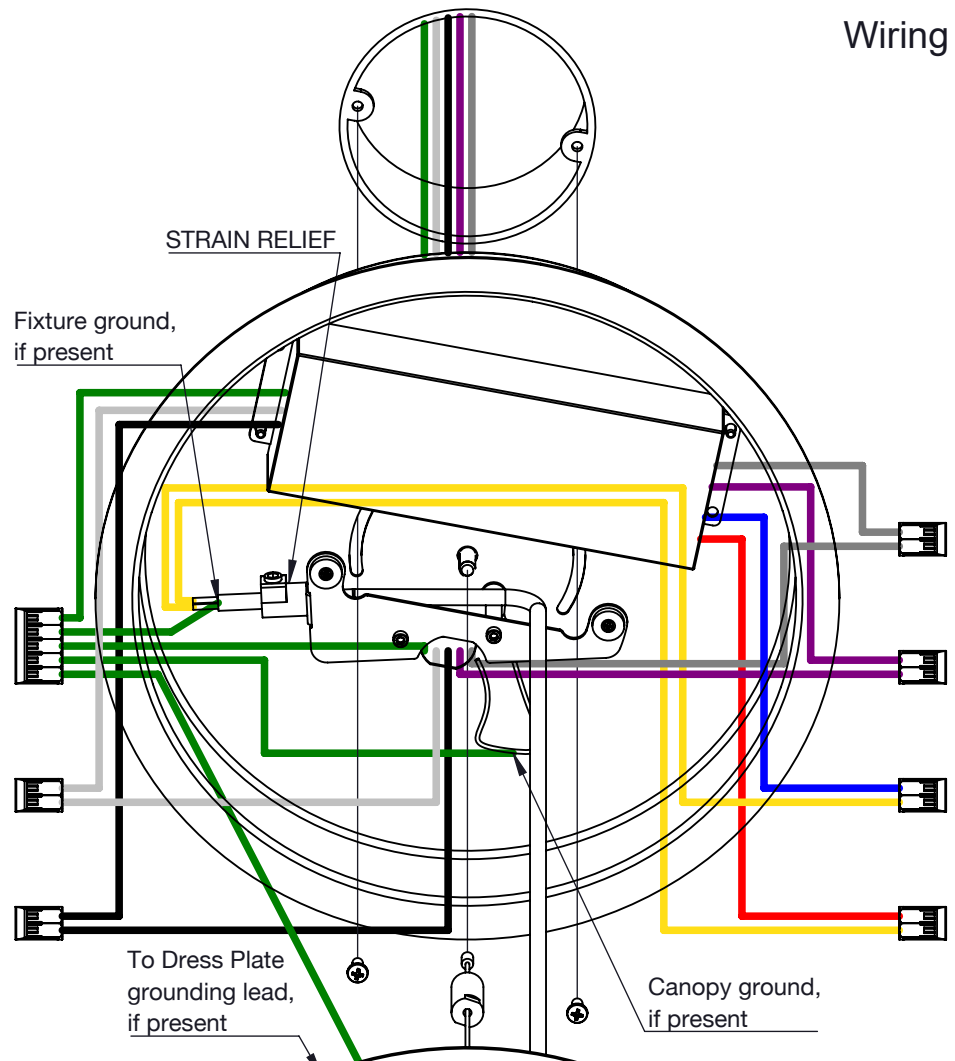 Wiring
STRAIN RELIEF
Fixture ground,
if present
To Dress Plate
grounding lead,
if present
Canopy ground,
if present